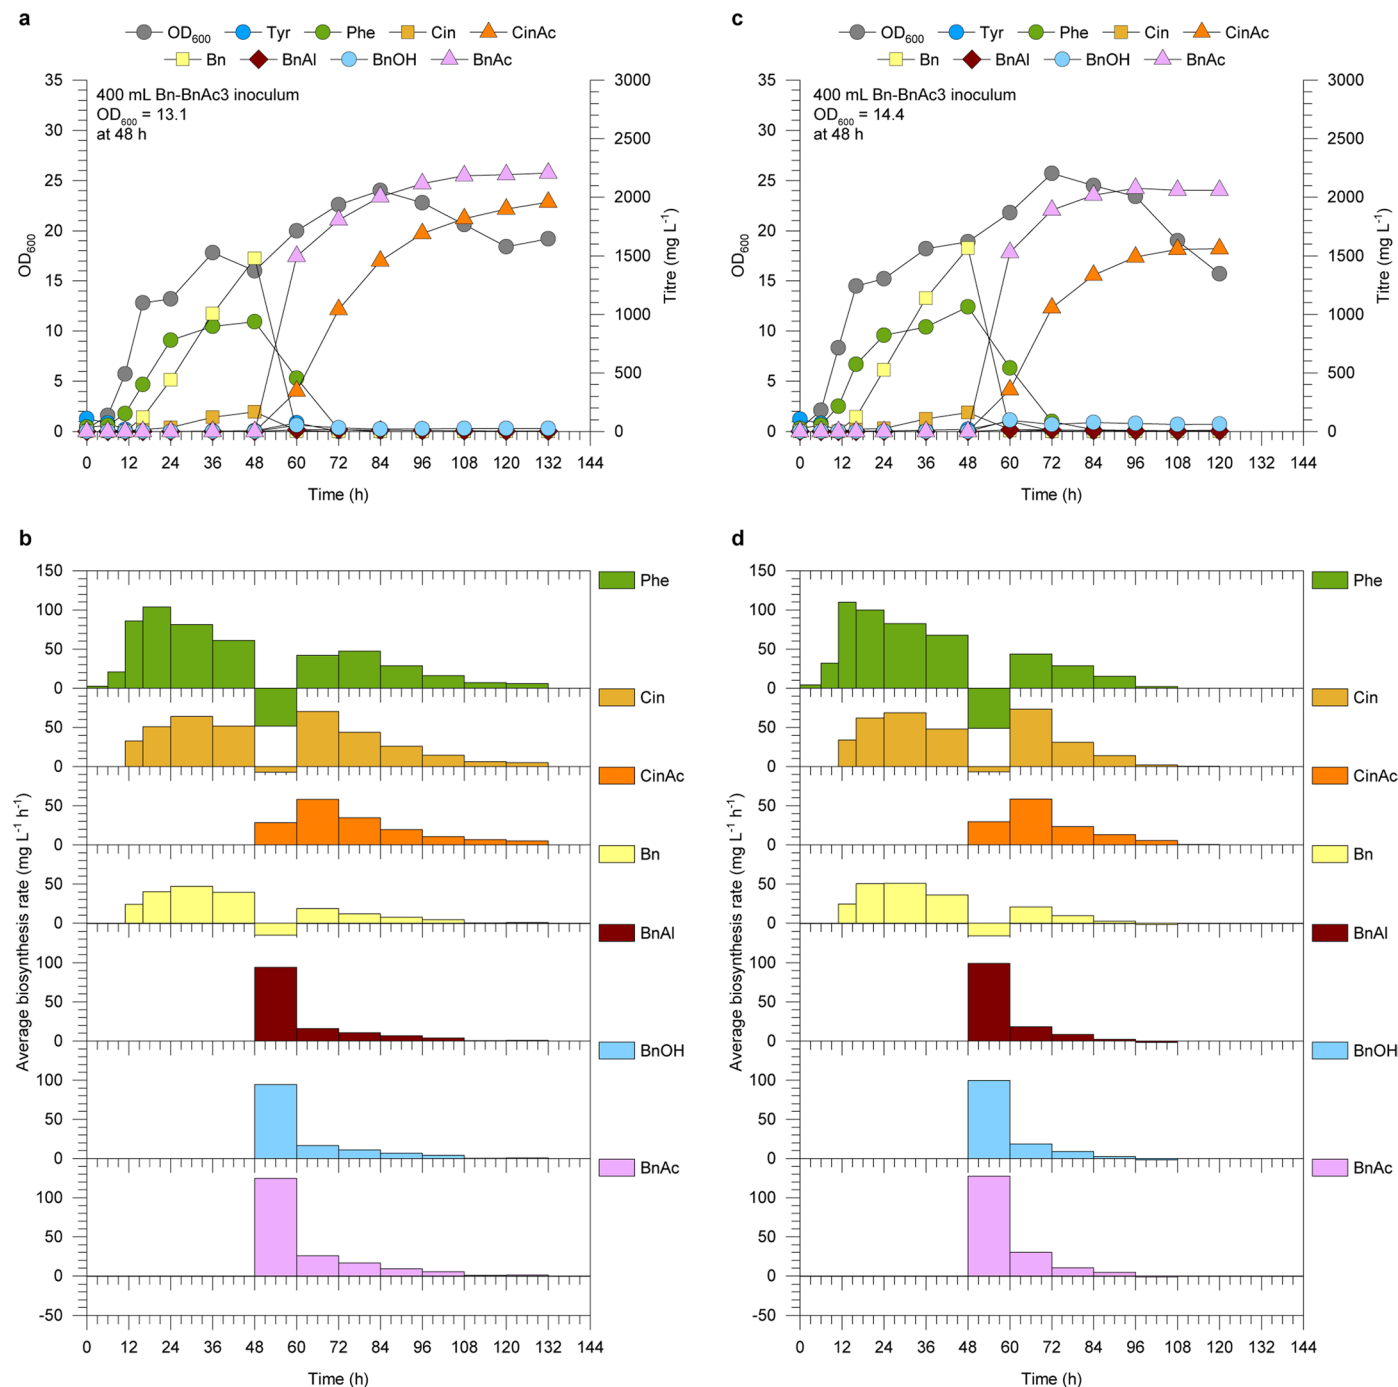 a
OD600 Tyr Phe Cin CinAc
Bn BnAl BnOH BnAc
35 3000
400 mL Bn-BnAc3 inoculum
OD600 = 13.1
at 48 h
30 2500
25 2000
20
15 1500
10 1000
5 500
0 0
OD600
Titre (mg L-1)
0 12 24 36 48 60 72 84 96 108 120 132 144
Time (h)
c
OD600 Tyr Phe Cin CinAc
Bn BnAl BnOH BnAc
35 3000
400 mL Bn-BnAc3 inoculum
OD600 = 14.4
at 48 h
30 2500
25 2000
20
15 1500
10 1000
5 500
0 0
OD600
Titre (mg L-1)
0 12 24 36 48 60 72 84 96 108 120 132 144
Time (h)
b
150 Phe
100
50
0 Cin
50
0 CinAc
50
0 Bn
50
0 BnAl
100
50
0 BnOH
100
50
0 BnAc
100
50
0
-50
Average biosynthesis rate (mg L-1 h-1)
0 12 24 36 48 60 72 84 96 108 120 132 144
Time (h)
d
150 Phe
100
50
0 Cin
50
0 CinAc
50
0 Bn
50
0 BnAl
100
50
0 BnOH
100
50
0 BnAc
100
50
0
-50
Average biosynthesis rate (mg L-1 h-1)
0 12 24 36 48 60 72 84 96 108 120 132 144
Time (h)